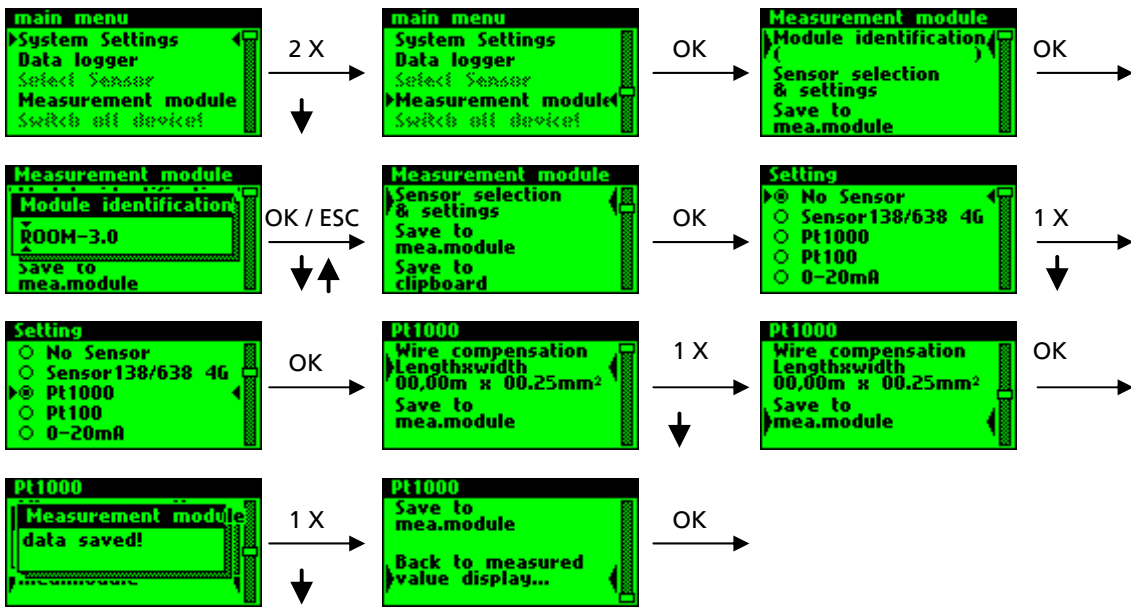 main menu
System Settings
Data logger
Select Sensor
Measurement module
Switch off device!
2 X
main menu
System Settings
Data logger
Select Sensor
Measurement module
Switch off device!
OK
Measurement module
Module identification
( )
Sensor selection
& settings
Save to
mea.module
OK
Measurement module
Module identification
ROOM-3.0
Save to
mea.module
OK / ESC
Measurement module
Sensor selection
& settings
Save to
mea.module
Save to
clipboard
OK
Setting
No Sensor
Sensor138/638 4G
Pt1000
Pt100
0-20mA
1 X
Setting
No Sensor
Sensor138/638 4G
Pt1000
Pt100
0-20mA
OK
Pt1000
Wire compensation
Lengthxwidth
00,00m x 00.25mm²
Save to
mea.module
1 X
Pt1000
Wire compensation
Lengthxwidth
00,00m x 00.25mm²
Save to
mea.module
OK
Pt1000
Measurement module
data saved!
mea.module
1 X
Pt1000
Save to
mea.module
Back to measured
value display...
OK